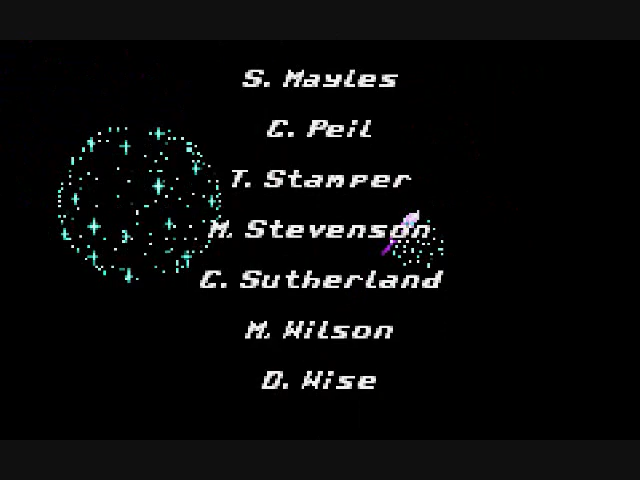 S. Mayles
C. Peil
T. Stamper
M. Stevenson
C. Sutherland
M. Wilson
D. Wise